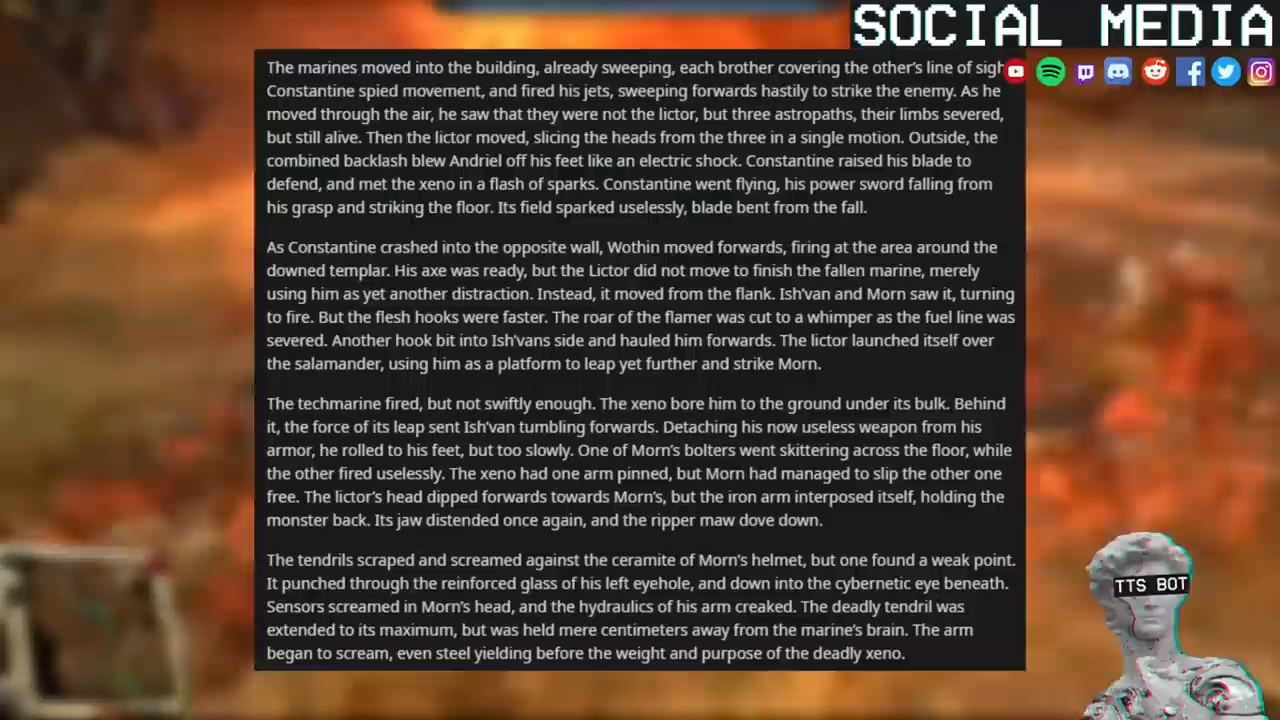 SOCIAL MEDIA
The marines moved into the building, already sweeping, each brother covering the other's line of
Constantine spied movement, and fired his jets, sweeping forwards hastily to strike the enemy. As he
moved through the air, he saw that they were not the lictor, but three astropaths, their limbs severed,
but still alive. Then the lictor moved, slicing the heads from the three in a single motion. Outside, the
combined backlash blew Andriel off his feet like an electric shock. Constantine raised his blade to
defend, and met the xeno in a flash of sparks. Constantine went flying, his power sword falling from
his grasp and striking the floor. Its field sparked uselessly, blade bent from the fall.
As Constantine crashed into the opposite wall, Wothin moved forwards, firing at the area around the
downed templar. His axe was ready, but the Lictor did not move to finish the fallen marine, merely
using him as yet another distraction. Instead, it moved from the flank. Ish'van and Morn saw it, turning
to fire. But the flesh hooks were faster. The roar of the flamer was cut to a whimper as the fuel line was
severed. Another hook bit into Ish'vans side and hauled him forwards. The lictor launched itself over
the salamander, using him as a platform to leap yet further and strike Morn.
The techmarine fired, but not swiftly enough. The xeno bore him to the ground under its bulk. Behind
it, the force of its leap sent Ish'van tumbling forwards. Detaching his now useless weapon from his
armor, he rolled to his feet, but too slowly. One of Morn's bolters went skittering across the floor, while
the other fired uselessly. The xeno had one arm pinned, but Morn had managed to slip the other one
free. The lictor's head dipped forwards towards Morn's, but the iron arm interposed itself, holding the
monster back. Its jaw distended once again, and the ripper maw dove down.
The tendrils scraped and screamed against the ceramite of Morn's helmet, but one found a weak point.
It punched through the reinforced glass of his left eyehole, and down into the cybernetic eye beneath.
Sensors screamed in Morn's head, and the hydraulics of his arm creaked. The deadly tendril was
extended to its maximum, but was held mere centimeters away from the marine's brain. The arm
began to scream, even steel yielding before the weight and purpose of the deadly xeno.
TTS BOT